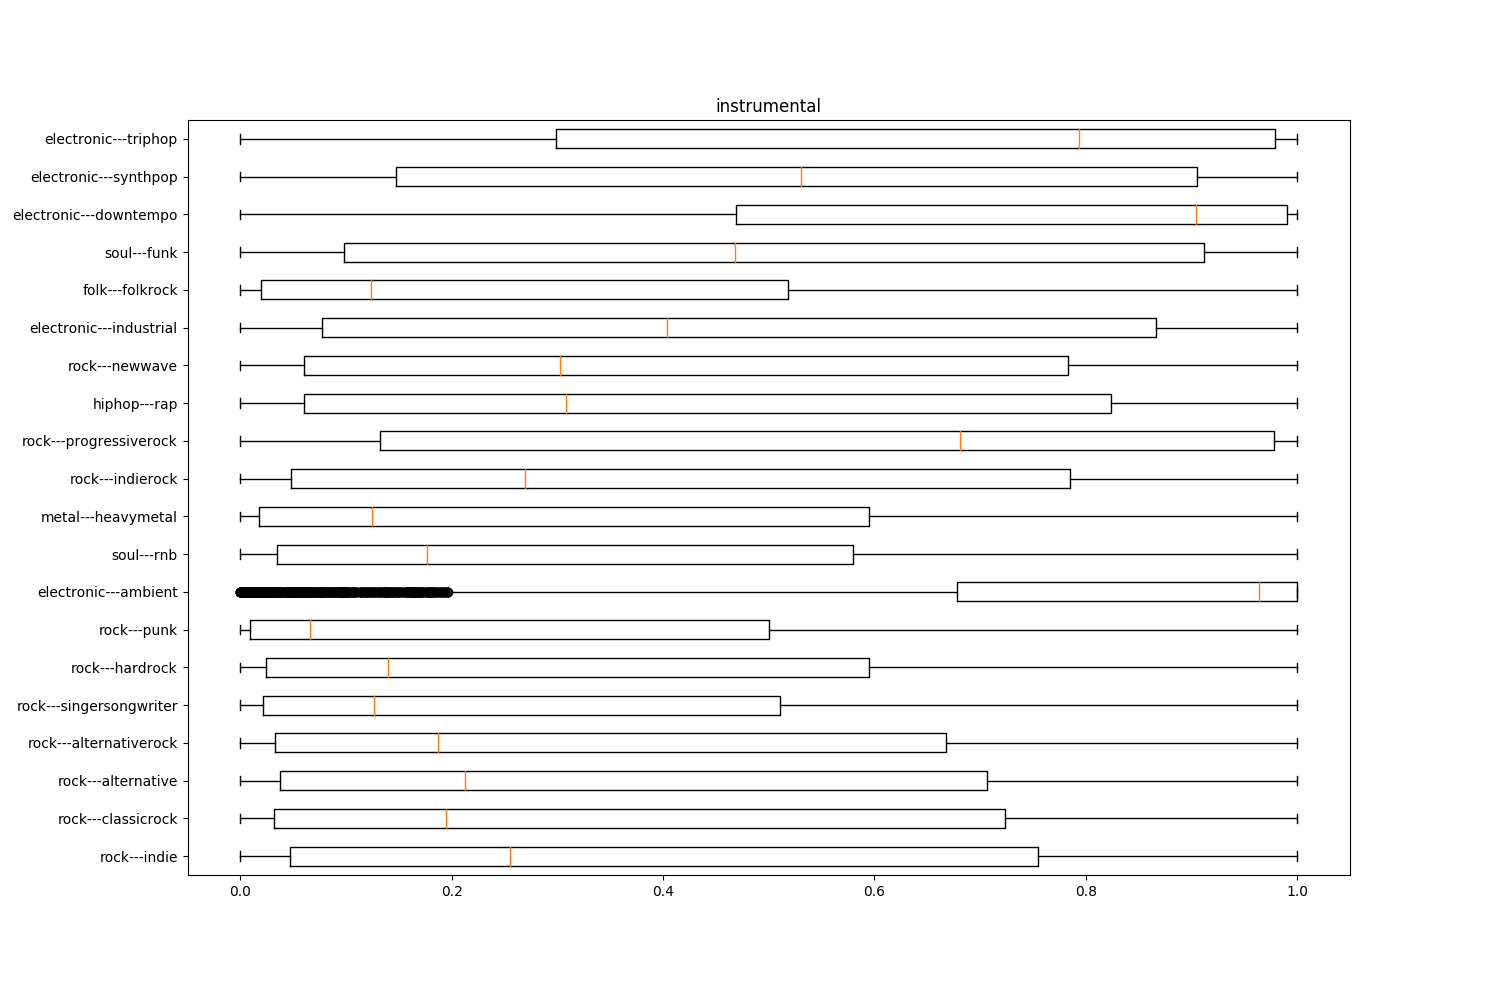 instrumental
electronic---triphop
electronic---synthpop
electronic---downtempo
soul---funk
folk---folkrock
electronic---industrial
rock---newwave
hiphop---rap
rock---progressiverock
rock---indierock
metal---heavymetal
soul---rnb
electronic---ambient
rock---punk
rock---hardrock
rock---singersongwriter
rock---alternativerock
rock---alternative
rock---classicrock
rock---indie
0.0 0.2 0.4 0.6 0.8 1.0